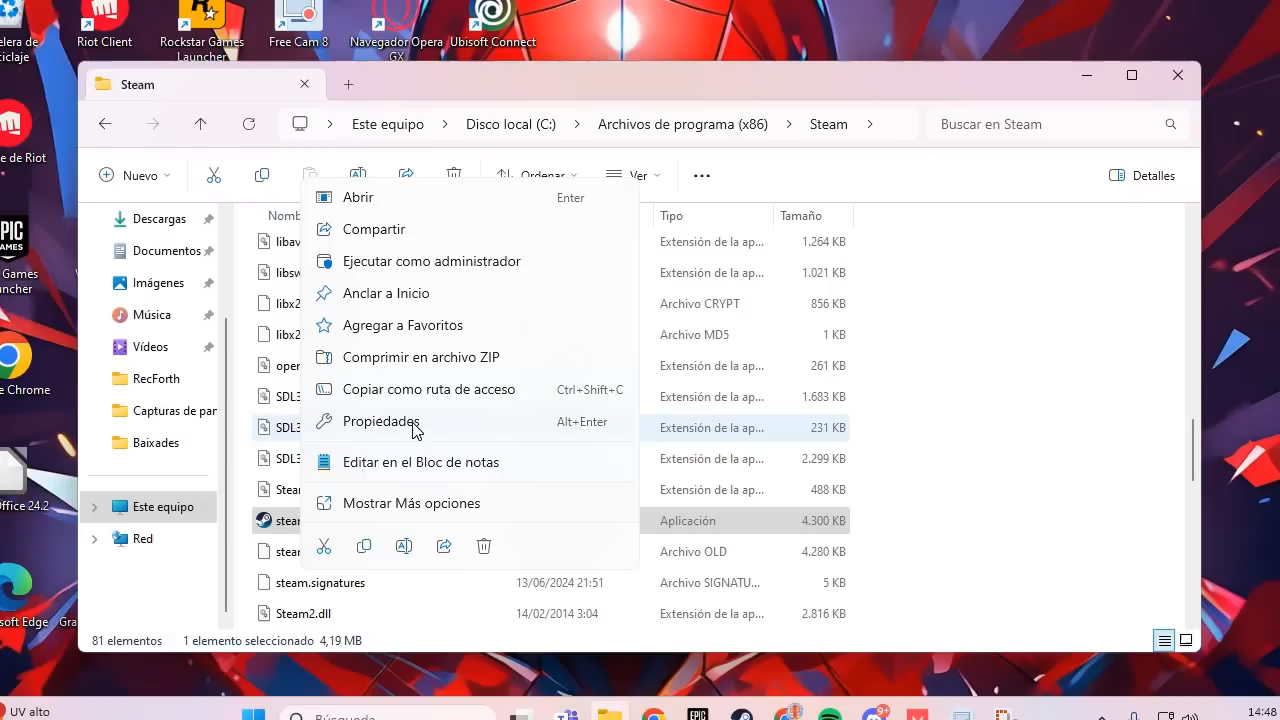 elera de
ciclaje
Riot Client
Rockstar Games
Launcher
Free Cam 8
Navegador Opera
GX
Ubisoft Connect
e de Riot
EPIC
GAMES
Games
uncher
e Chrome
Office 24.2
soft Edge
Gra
Steam
Este equipo
Disco local (C:)
Archivos de programa (x86)
Steam
Buscar en Steam
Nuevo
Ordenar
Ver
Detalles
Descargas
Documentos
Imágenes
Música
Vídeos
RecForth
Capturas de pan
Baixades
Este equipo
Red
Nomb
Tipo
Tamaño
libav
Extensión de la ap...
1.264 KB
libsw
Extensión de la ap...
1.021 KB
libx2
Archivo CRYPT
856 KB
libx2
Archivo MD5
1 KB
oper
Extensión de la ap...
261 KB
SDL3
Extensión de la ap...
1.683 KB
SDL3
Extensión de la ap...
231 KB
SDL3
Extensión de la ap...
2.299 KB
Stea
Extensión de la ap...
488 KB
stea
Aplicación
4.300 KB
stea
Archivo OLD
4.280 KB
steam.signatures
13/06/2024 21:51
Archivo SIGNATU...
5 KB
Steam2.dll
14/02/2014 3:04
Extensión de la ap...
2.816 KB
Abrir
Enter
Compartir
Ejecutar como administrador
Anclar a Inicio
Agregar a Favoritos
Comprimir en archivo ZIP
Copiar como ruta de acceso
Ctrl+Shift+C
Propiedades
Alt+Enter
Editar en el Bloc de notas
Mostrar Más opciones
81 elementos
1 elemento seleccionado
4,19 MB
UV alto
Búsqueda
EPIC
9+
14:48